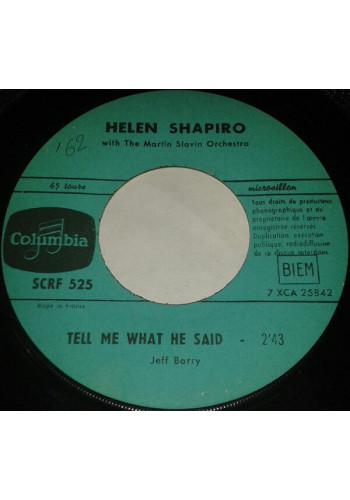 HELEN SHAPIRO
'62
with The Martin Slavin Orchestra
45 tours
microsillon
Columbia
SCRF 525
Made in France
Tous droits du producteur
phonographique et du
propriétaire de l'œuvre
enregistrée réservés.
Duplication, exécution
publique, radiodiffusion
de ce disque interdites.
BIEM
7 XCA 25842
TELL ME WHAT HE SAID - 2'43
Jeff Barry